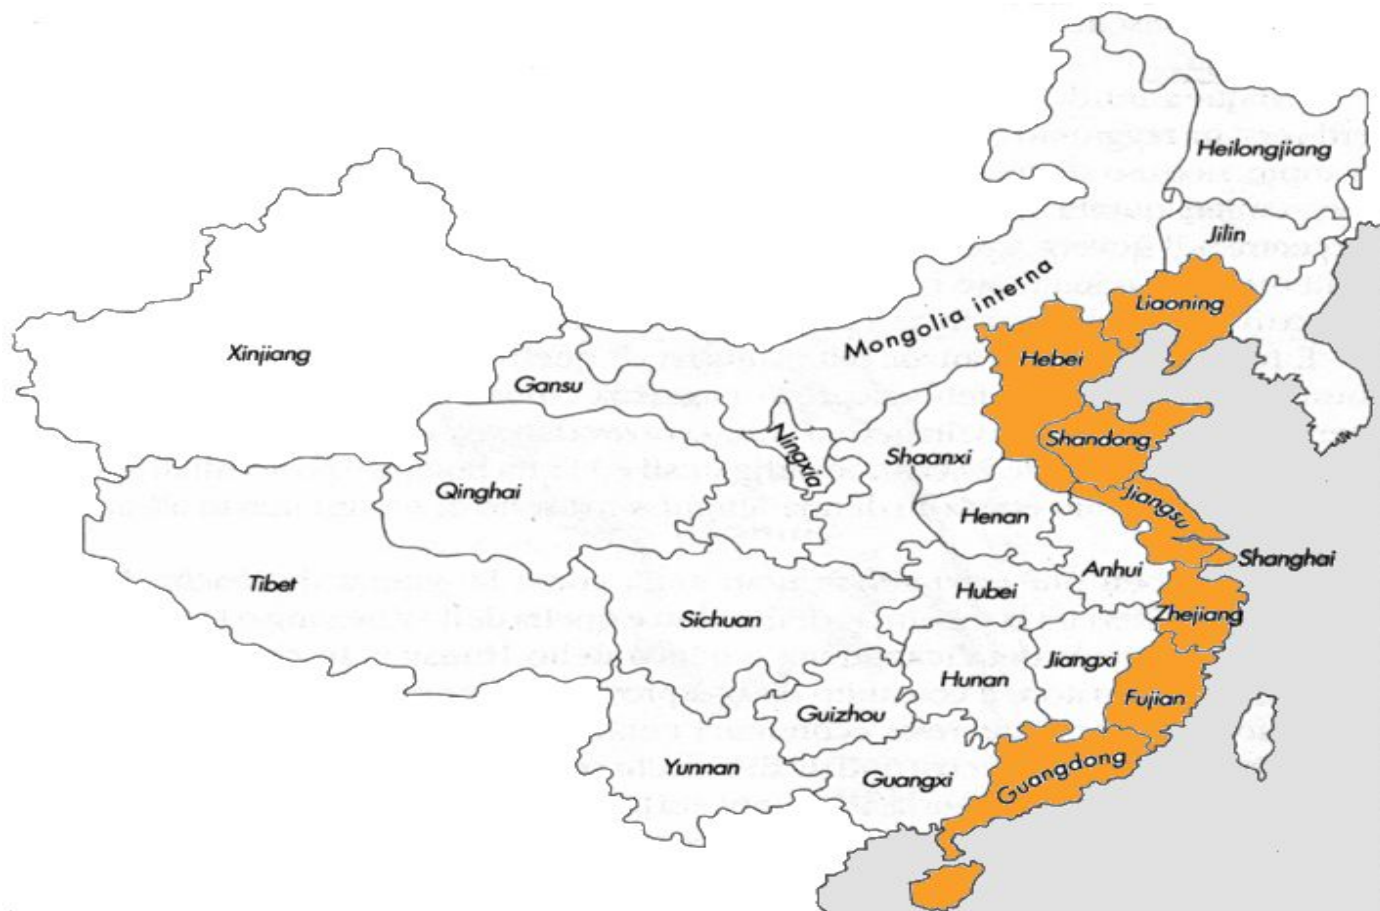 Heilongjiang
Jilin
Liaoning
Mongolia interna
Hebei
Xinjiang
Gansu
Ningxia
Shandong
Shaanxi
Qinghai
Jiangsu
Henan
Shanghai
Anhui
Tibet
Hubei
Sichuan
Zhejiang
Jiangxi
Hunan
Fujian
Guizhou
Yunnan
Guangxi
Guangdong